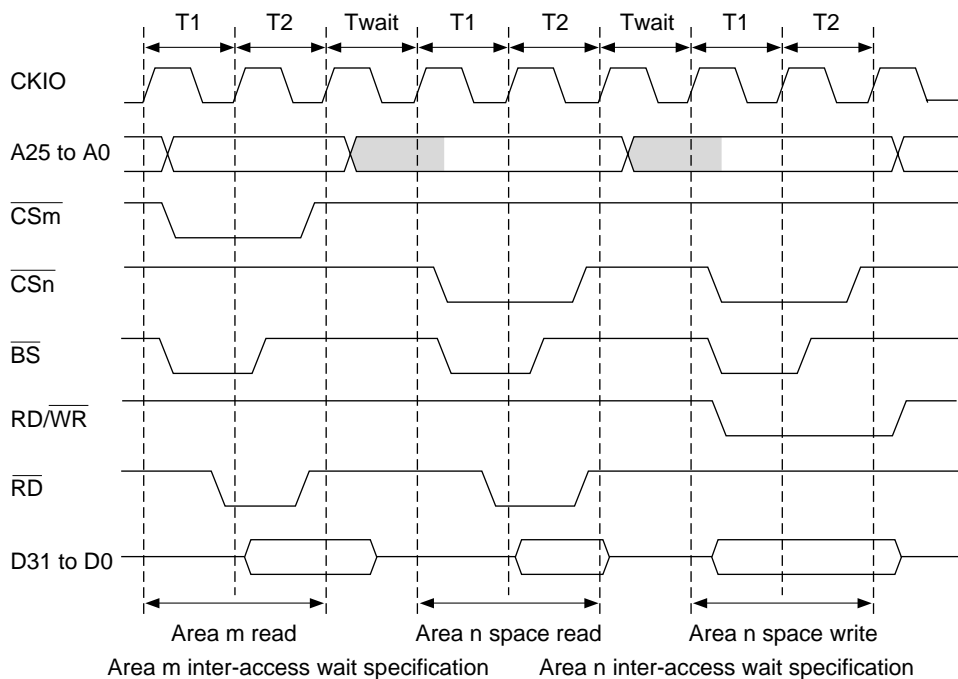 T1 T2 Twait T1 T2 Twait T1 T2
CKIO
A25 to A0
CSm
CSn
BS
RD/WR
RD
D31 to D0
Area m read Area n space read Area n space write
Area m inter-access wait specification Area n inter-access wait specification